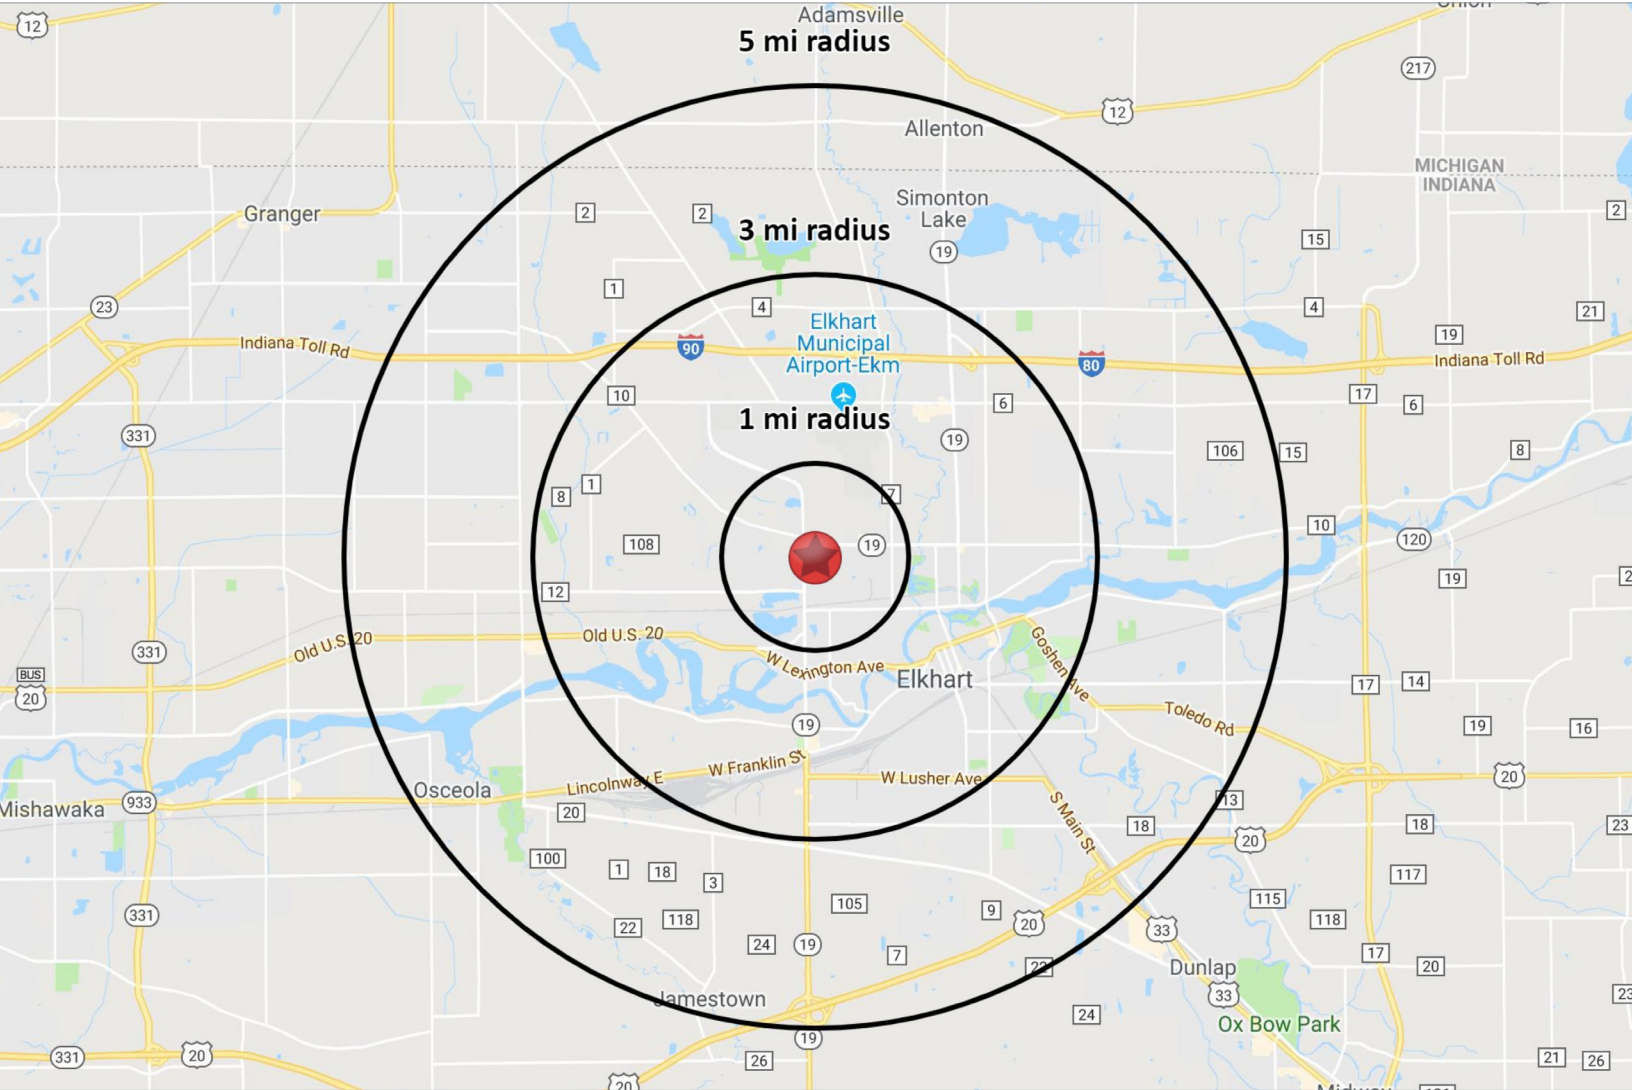 12
Adamsville
5 mi radius
217
12
Allenton
MICHIGAN
INDIANA
Simonton
Lake
Granger
2
2
2
3 mi radius
15
19
1
23
4
4
21
Elkhart
Municipal
Airport-Ekm
19
Indiana Toll Rd
90
80
Indiana Toll Rd
10
6
17
6
1 mi radius
331
19
106
15
8
8
1
7
10
108
19
120
12
19
Old U.S. 20
Old U.S. 20
331
Goshen Ave
W Lexington Ave
Elkhart
BUS
20
17
14
19
Toledo Rd
19
16
W Franklin St
Lincolnway E
W Lusher Ave
20
Osceola
Mishawaka
933
13
20
S Main St
18
18
23
20
100
1
18
3
117
105
9
115
118
331
22
118
20
33
24
19
7
17
22
Dunlap
20
Jamestown
33
23
24
Ox Bow Park
19
331
20
26
21
26
20